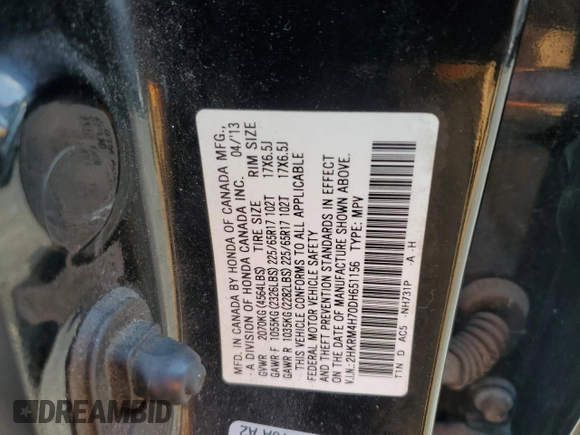 MFD. IN CANADA BY HONDA OF CANADA MFG.,
A DIVISION OF HONDA CANADA INC. 04/13
GVWR 2070KG(4564LBS) TIRE SIZE RIM SIZE
GAWR F 1055KG(2326LBS) 225/65R17 102T 17X6.5J
GAWR R 1035KG(2282LBS) 225/65R17 102T 17X6.5J
THIS VEHICLE CONFORMS TO ALL APPLICABLE
FEDERAL MOTOR VEHICLE SAFETY
AND THEFT PREVENTION STANDARDS IN EFFECT
ON THE DATE OF MANUFACTURE SHOWN ABOVE.
V.I.N.: 2HKRM4H70DH651156 TYPE: MPV
T1N D AC5 -NH731P -A -H
DREAMBID